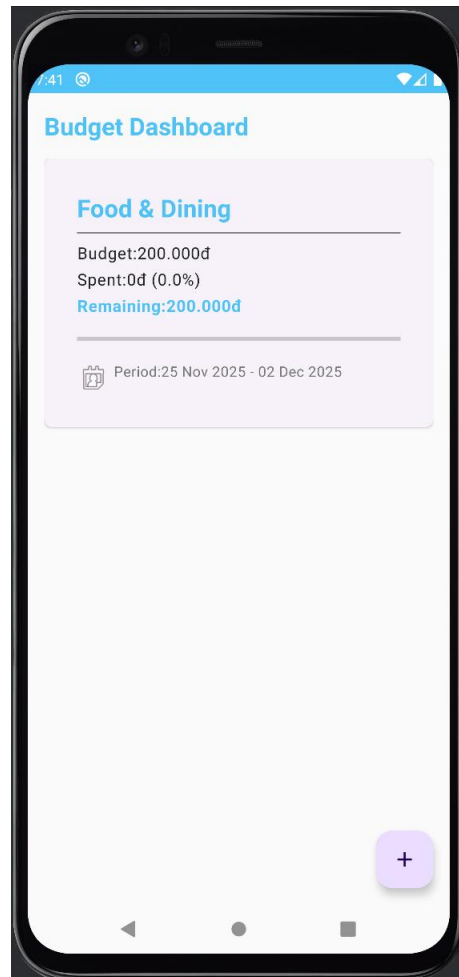 7:41
Budget Dashboard
Food & Dining
Budget:200.000đ
Spent:0đ (0.0%)
Remaining:200.000đ
Period:25 Nov 2025 - 02 Dec 2025
+